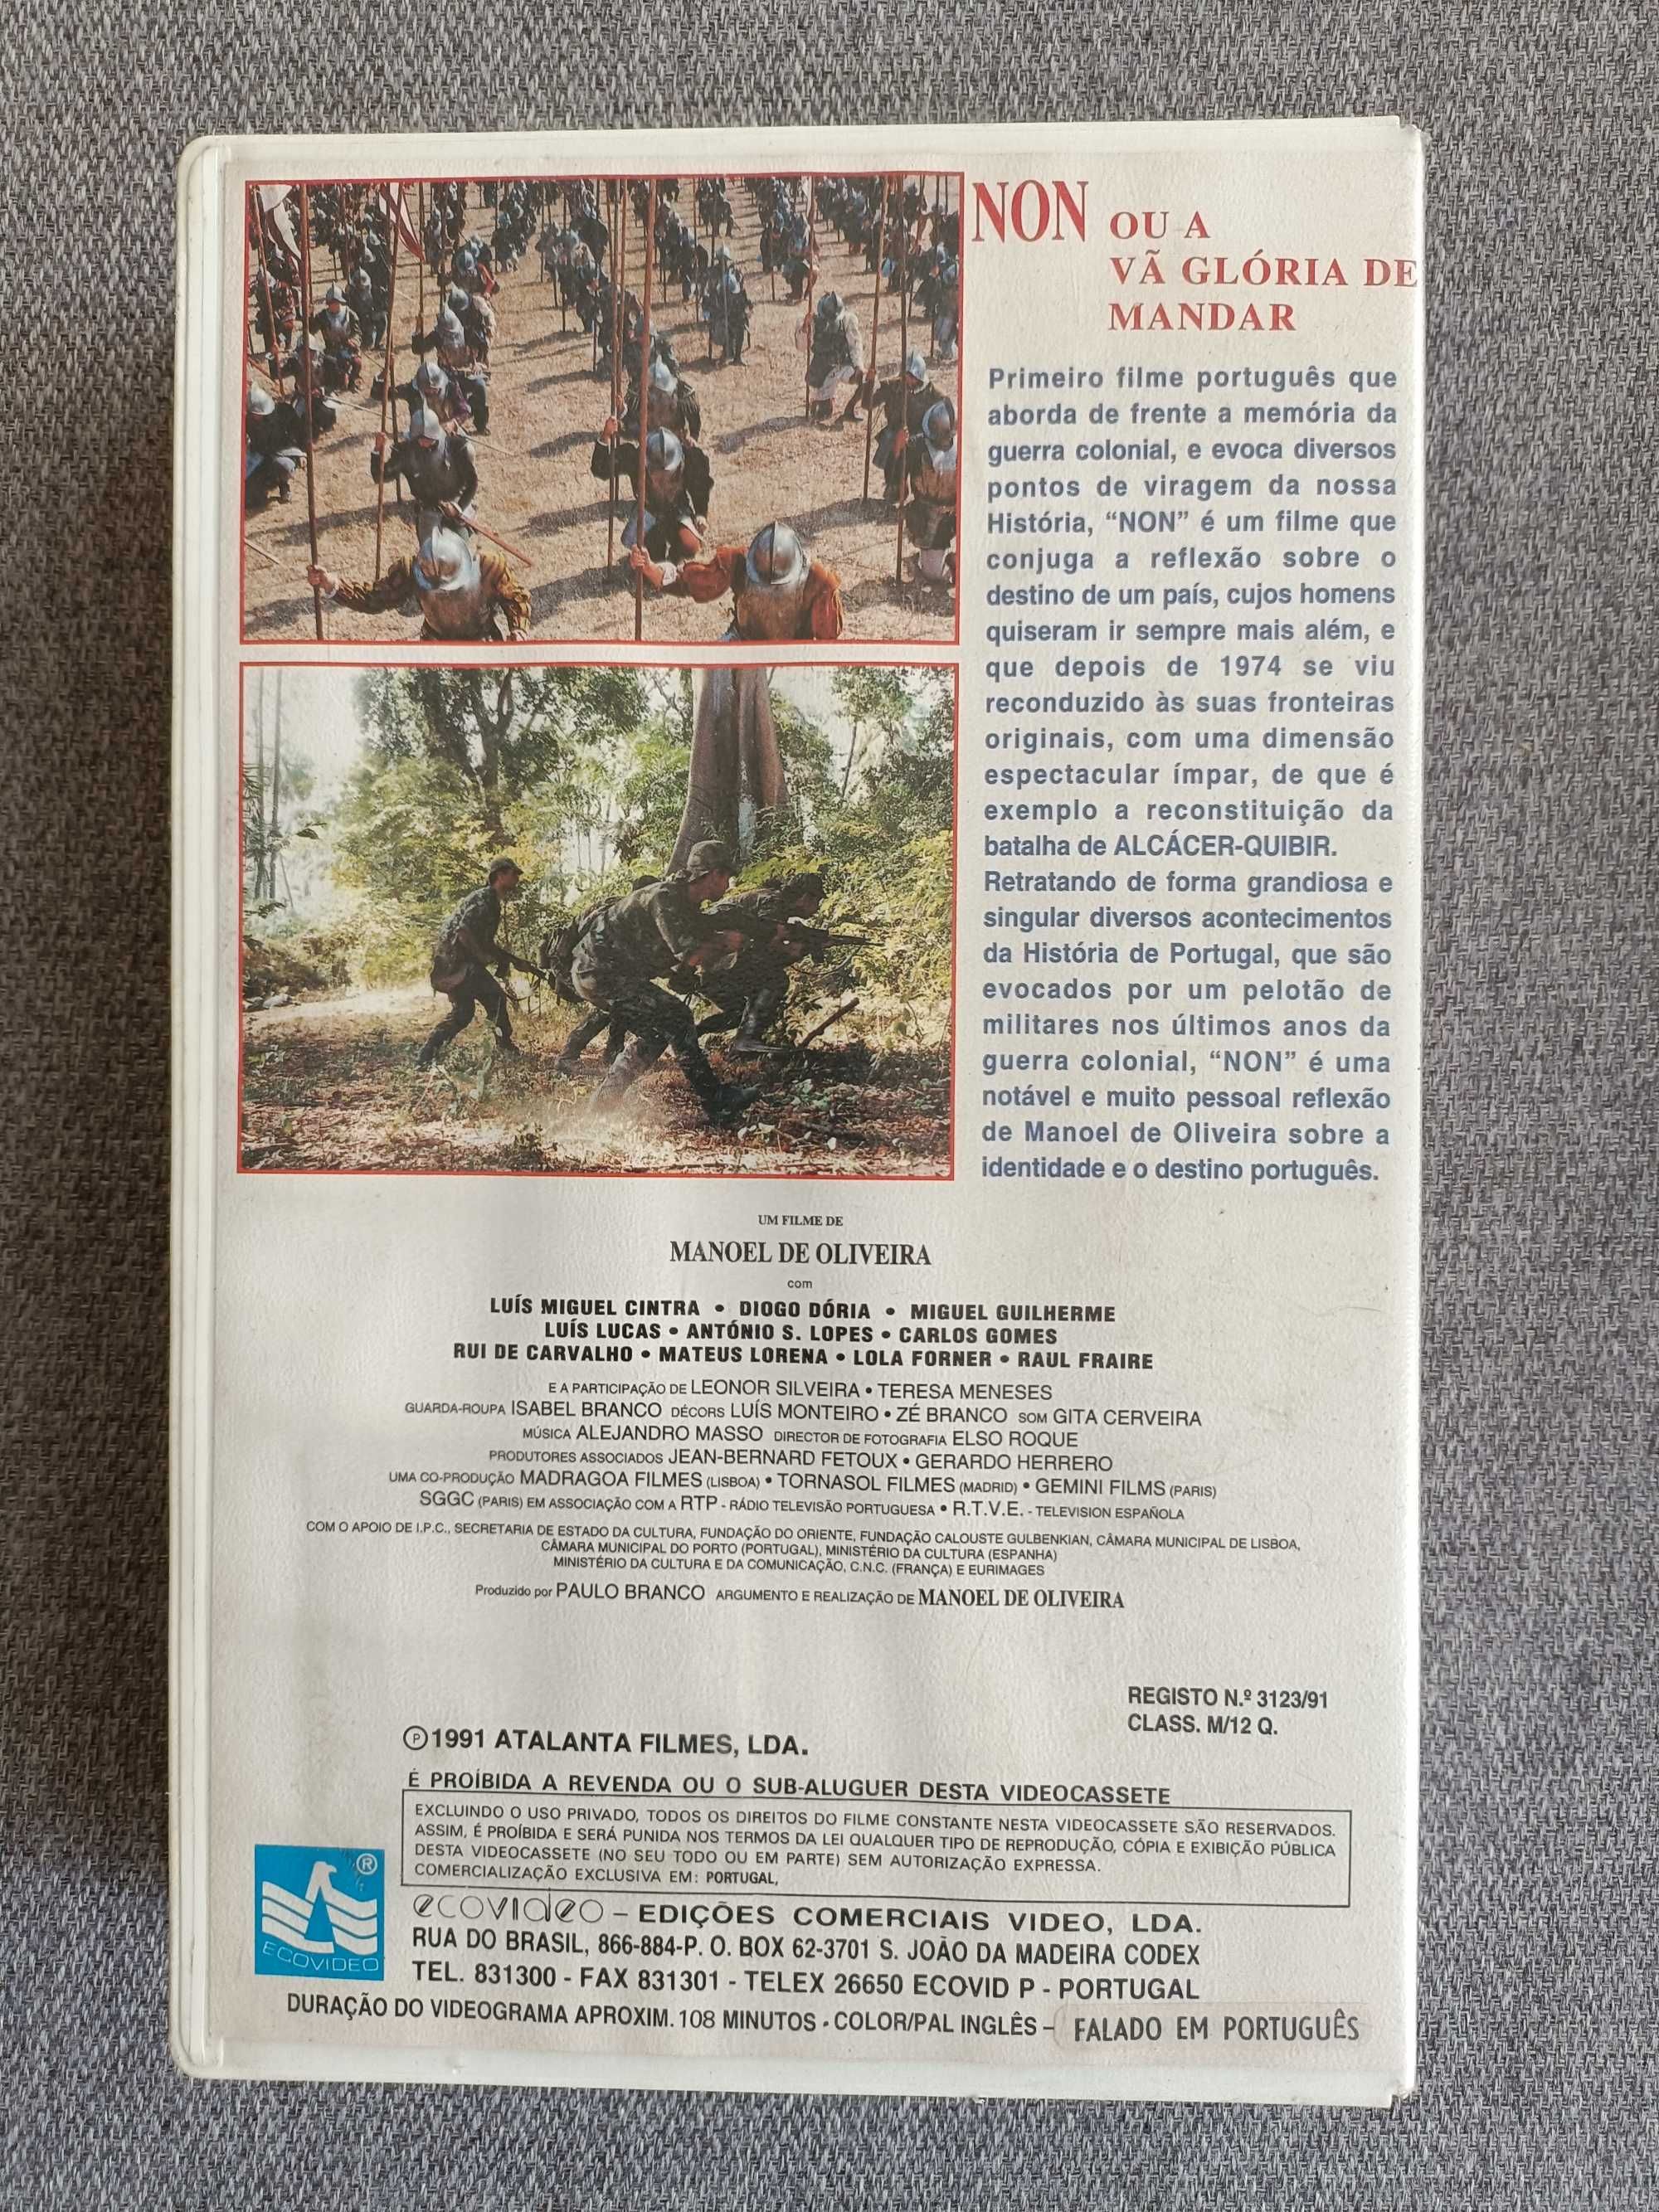 NON OU A
VÃ GLÓRIA DE
MANDAR
Primeiro filme português que
aborda de frente a memória da
guerra colonial, e evoca diversos
pontos de viragem da nossa
História, “NON” é um filme que
conjuga a reflexão sobre o
destino de um país, cujos homens
quiseram ir sempre mais além, e
que depois de 1974 se viu
reconduzido às suas fronteiras
originais, com uma dimensão
espectacular ímpar, de que é
exemplo a reconstituição da
batalha de ALCÁCER-QUIBIR.
Retratando de forma grandiosa e
singular diversos acontecimentos
da História de Portugal, que são
evocados por um pelotão de
militares nos últimos anos da
guerra colonial, “NON” é uma
notável e muito pessoal reflexão
de Manoel de Oliveira sobre a
identidade e o destino português.
UM FILME DE
MANOEL DE OLIVEIRA
com
LUÍS MIGUEL CINTRA • DIOGO DÓRIA • MIGUEL GUILHERME
LUÍS LUCAS • ANTÓNIO S. LOPES • CARLOS GOMES
RUI DE CARVALHO • MATEUS LORENA • LOLA FORNER • RAUL FRAIRE
E A PARTICIPAÇÃO DE LEONOR SILVEIRA • TERESA MENESES
GUARDA-ROUPA ISABEL BRANCO DÉCORS LUÍS MONTEIRO • ZÉ BRANCO SOM GITA CERVEIRA
MÚSICA ALEJANDRO MASSO DIRECTOR DE FOTOGRAFIA ELSO ROQUE
PRODUTORES ASSOCIADOS JEAN-BERNARD FETOUX • GERARDO HERRERO
UMA CO-PRODUÇÃO MADRAGOA FILMES (LISBOA) • TORNASOL FILMES (MADRID) • GEMINI FILMS (PARIS)
SGGC (PARIS) EM ASSOCIAÇÃO COM A RTP - RÁDIO TELEVISÃO PORTUGUESA • R.T.V.E. - TELEVISION ESPAÑOLA
COM O APOIO DE I.P.C., SECRETARIA DE ESTADO DA CULTURA, FUNDAÇÃO DO ORIENTE, FUNDAÇÃO CALOUSTE GULBENKIAN, CÂMARA MUNICIPAL DE LISBOA,
CÂMARA MUNICIPAL DO PORTO (PORTUGAL), MINISTÉRIO DA CULTURA (ESPANHA)
MINISTÉRIO DA CULTURA E DA COMUNICAÇÃO, C.N.C. (FRANÇA) E EURIMAGES
Produzido por PAULO BRANCO ARGUMENTO E REALIZAÇÃO DE MANOEL DE OLIVEIRA
REGISTO N.º 3123/91
CLASS. M/12 Q.
℗1991 ATALANTA FILMES, LDA.
É PROÍBIDA A REVENDA OU O SUB-ALUGUER DESTA VIDEOCASSETE
EXCLUINDO O USO PRIVADO, TODOS OS DIREITOS DO FILME CONSTANTE NESTA VIDEOCASSETE SÃO RESERVADOS.
ASSIM, É PROÍBIDA E SERÁ PUNIDA NOS TERMOS DA LEI QUALQUER TIPO DE REPRODUÇÃO, CÓPIA E EXIBIÇÃO PÚBLICA
DESTA VIDEOCASSETE (NO SEU TODO OU EM PARTE) SEM AUTORIZAÇÃO EXPRESSA.
COMERCIALIZAÇÃO EXCLUSIVA EM: PORTUGAL,
®
ECOVIDEO
ecovideo – EDIÇÕES COMERCIAIS VIDEO, LDA.
RUA DO BRASIL, 866-884-P. O. BOX 62-3701 S. JOÃO DA MADEIRA CODEX
TEL. 831300 - FAX 831301 - TELEX 26650 ECOVID P - PORTUGAL
DURAÇÃO DO VIDEOGRAMA APROXIM. 108 MINUTOS - COLOR/PAL INGLÊS – FALADO EM PORTUGUÊS